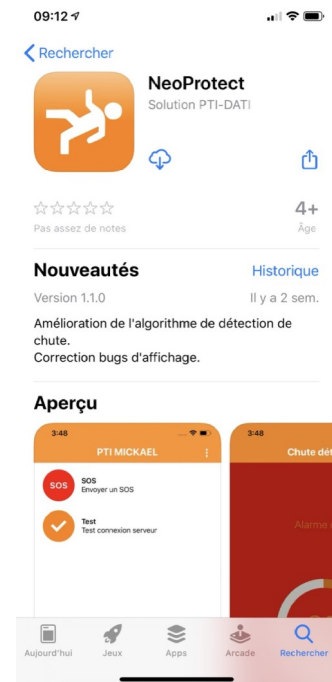 09:12
Rechercher
NeoProtect
Solution PTI-DATI
Pas assez de notes
4+
Âge
Nouveautés
Historique
Version 1.1.0
Il y a 2 sem.
Amélioration de l'algorithme de détection de
chute.
Correction bugs d'affichage.
Aperçu
3:48
PTI MICKAEL
SOS
SOS
Envoyer un SOS
Test
Test connexion serveur
3:48
Chute dét
Alarme
Aujourd'hui
Jeux
Apps
Arcade
Rechercher